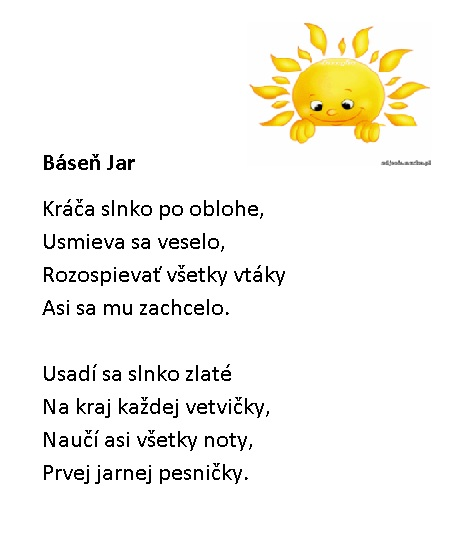 Báseň Jar
Kráča slnko po oblohe,
Usmieva sa veselo,
Rozospievať všetky vtáky
Asi sa mu zachcelo.
Usadí sa slnko zlaté
Na kraj každej vetvičky,
Naučí asi všetky noty,
Prvej jarnej pesničky.